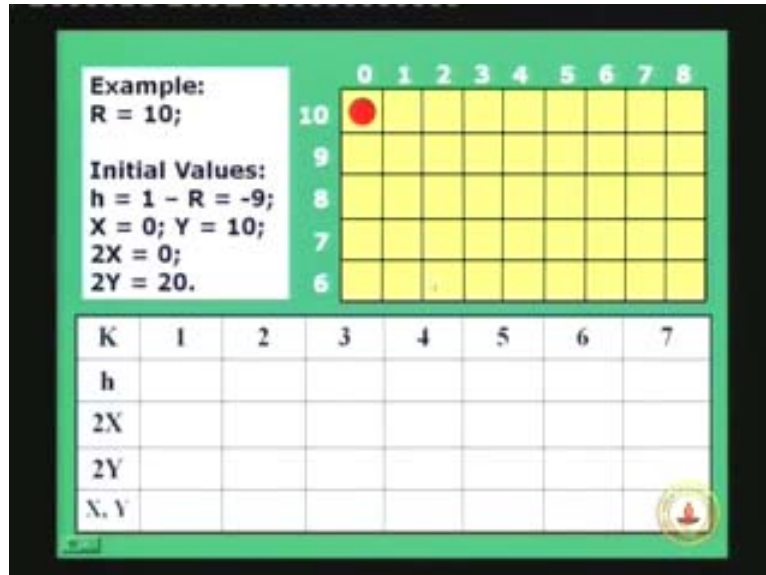 Example:
R = 10;
Initial Values:
h = 1 – R = -9;
X = 0; Y = 10;
2X = 0;
2Y = 20.
0 1 2 3 4 5 6 7 8
10
9
8
7
6
K 1 2 3 4 5 6 7
h
2X
2Y
X, Y